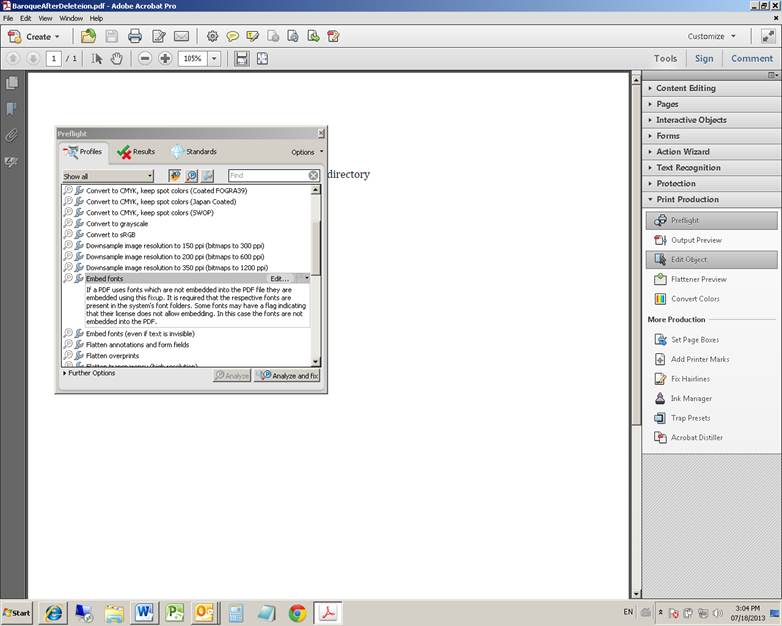 BaroqueAfterDeleteion.pdf - Adobe Acrobat Pro
File Edit View Window Help
Create
Customize
1 / 1
105%
Tools Sign Comment
Content Editing
Pages
Interactive Objects
Forms
Action Wizard
Text Recognition
Protection
Print Production
Preflight
Output Preview
Edit Object
Flattener Preview
Convert Colors
More Production
Set Page Boxes
Add Printer Marks
Fix Hairlines
Ink Manager
Trap Presets
Acrobat Distiller
directory
Preflight
Profiles Results Standards Options
Show all Find
Convert to CMYK, keep spot colors (Coated FOGRA39)
Convert to CMYK, keep spot colors (Japan Coated)
Convert to CMYK, keep spot colors (SWOP)
Convert to grayscale
Convert to sRGB
Downsample image resolution to 150 ppi (bitmaps to 300 ppi)
Downsample image resolution to 200 ppi (bitmaps to 600 ppi)
Downsample image resolution to 350 ppi (bitmaps to 1200 ppi)
Embed fonts Edit...
If a PDF uses fonts which are not embedded into the PDF file they are
embedded using this fixup. It is required that the respective fonts are
present in the system's font folders. Some fonts may have a flag indicating
that their license does not allow embedding. In this case the fonts are not
embedded into the PDF.
Embed fonts (even if text is invisible)
Flatten annotations and form fields
Flatten overprints
Flatten transparency (high resolution)
Further Options
Analyze Analyze and fix
Start
EN
3:04 PM
07/18/2013